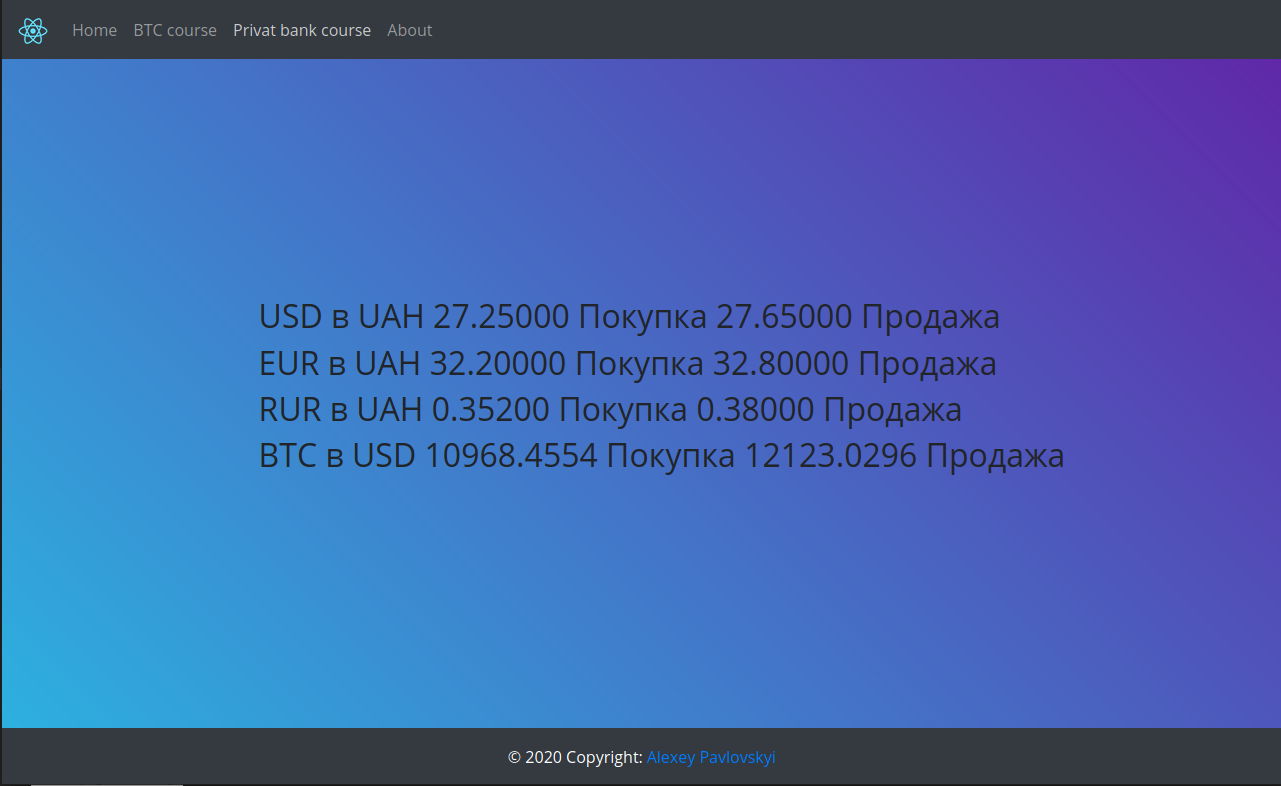 Home BTC course Privat bank course About
USD в UAH 27.25000 Покупка 27.65000 Продажа
EUR в UAH 32.20000 Покупка 32.80000 Продажа
RUR в UAH 0.35200 Покупка 0.38000 Продажа
BTC в USD 10968.4554 Покупка 12123.0296 Продажа
© 2020 Copyright: Alexey Pavlovskyi